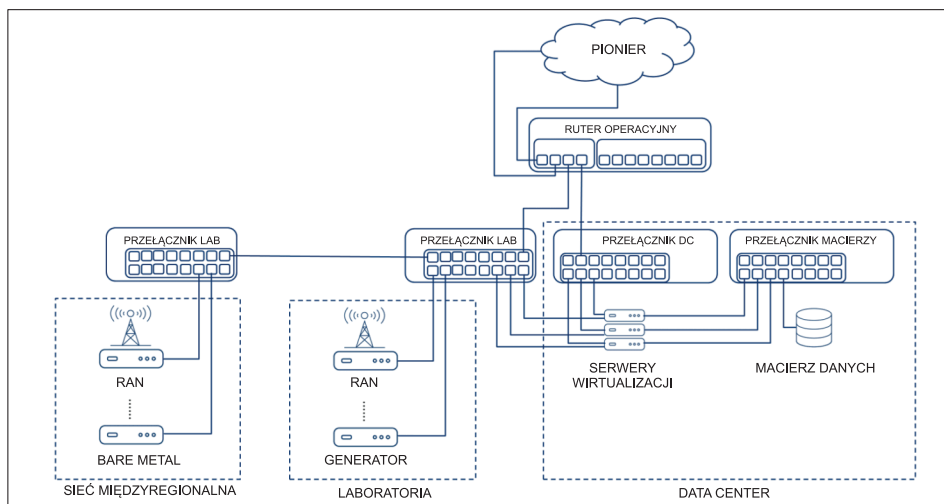 PIONIER
RUTER OPERACYJNY
PRZEŁĄCZNIK LAB
PRZEŁĄCZNIK LAB
PRZEŁĄCZNIK DC
PRZEŁĄCZNIK MACIERZY
RAN
BARE METAL
SIEĆ MIĘDZYREGIONALNA
RAN
GENERATOR
LABORATORIA
SERWERY
WIRTUALIZACJI
MACIERZ DANYCH
DATA CENTER